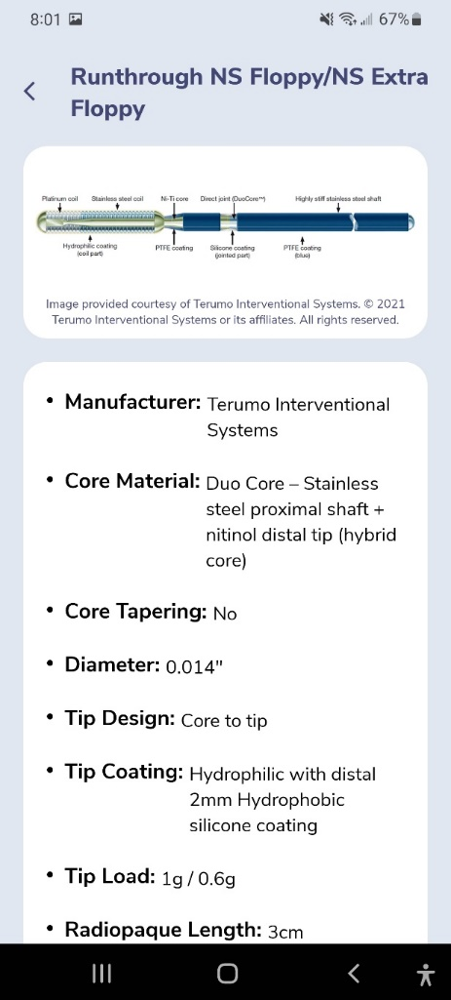 8:01 67%
Runthrough NS Floppy/NS Extra
Floppy
Platinum coil Stainless steel coil Ni-Ti core Direct joint (DuoCore™) Highly stiff stainless steel shaft
Hydrophilic coating
(coil part)
PTFE coating
Silicone coating
(jointed part)
PTFE coating
(blue)
Image provided courtesy of Terumo Interventional Systems. © 2021
Terumo Interventional Systems or its affiliates. All rights reserved.
• Manufacturer: Terumo Interventional
Systems
• Core Material: Duo Core – Stainless
steel proximal shaft +
nitinol distal tip (hybrid
core)
• Core Tapering: No
• Diameter: 0.014"
• Tip Design: Core to tip
• Tip Coating: Hydrophilic with distal
2mm Hydrophobic
silicone coating
• Tip Load: 1g / 0.6g
• Radiopaque Length: 3cm